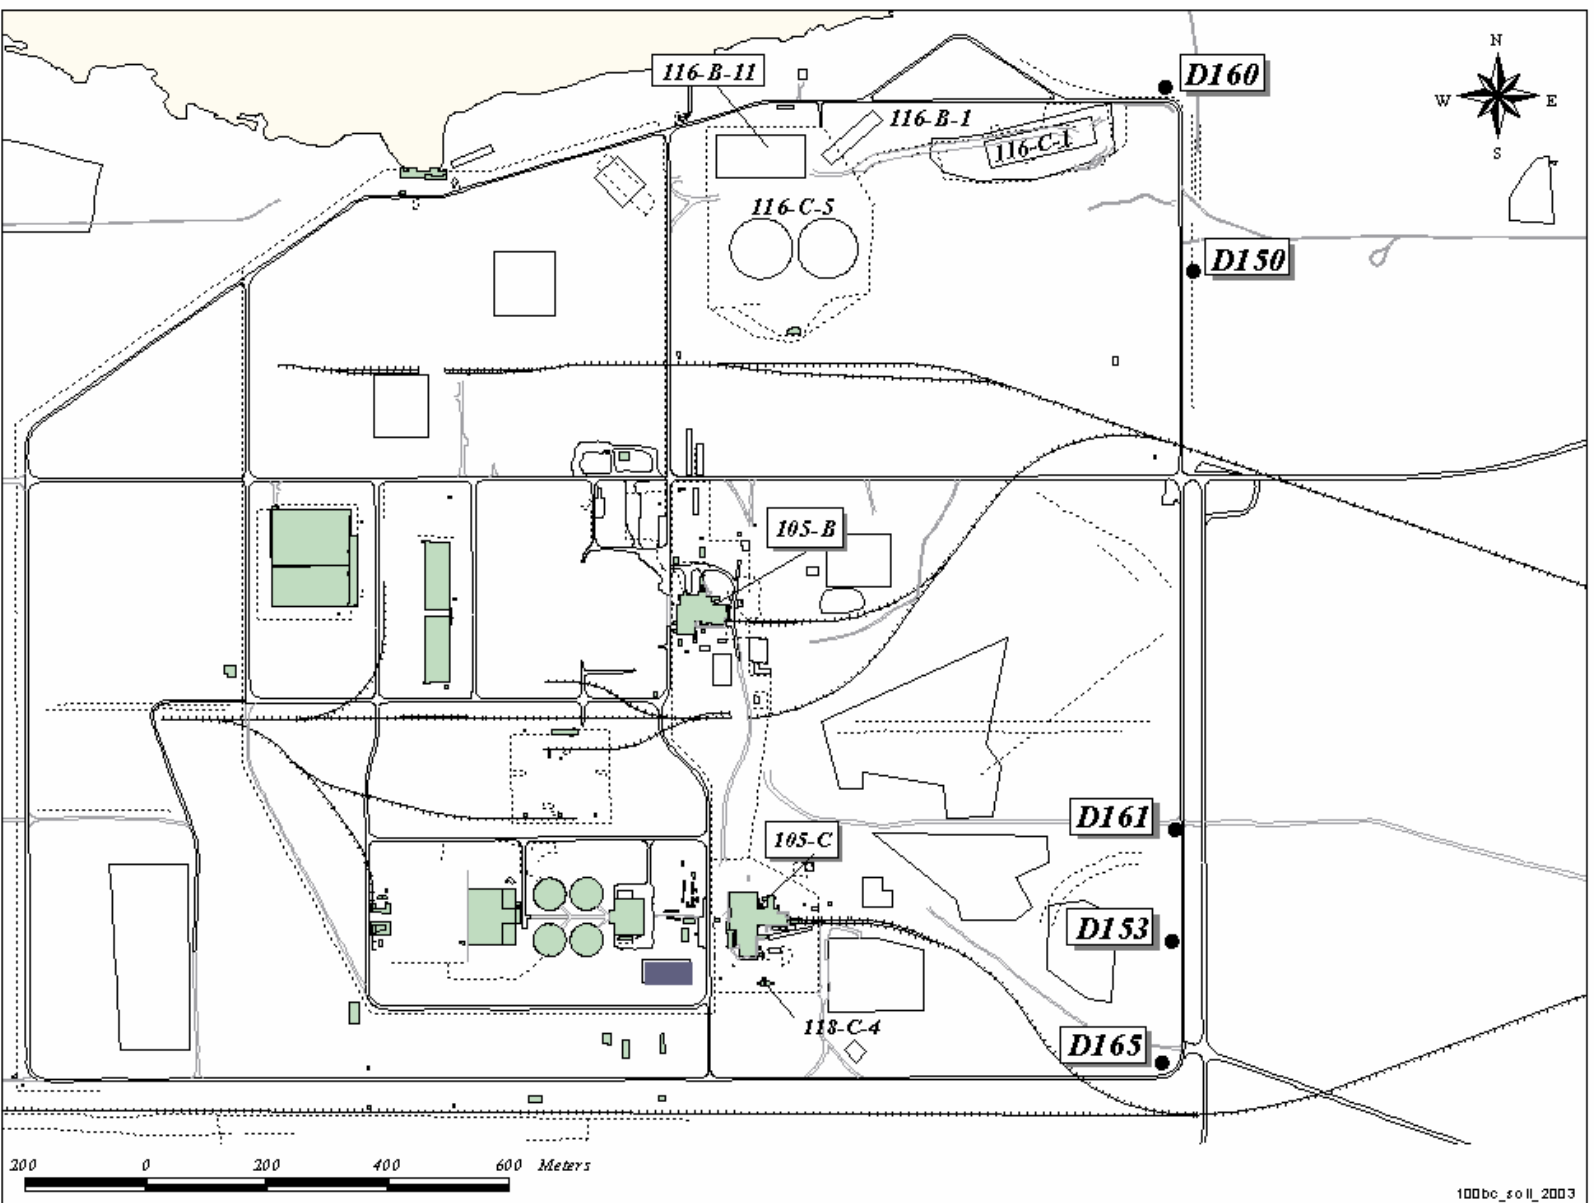 N
W E
S
116-B-11
D160
116-B-1
116-C-1
116-C-5
D150
105-B
D161
105-C
D153
118-C-4
D165
200 0 200 400 600 Meters
100bc_soil_2003